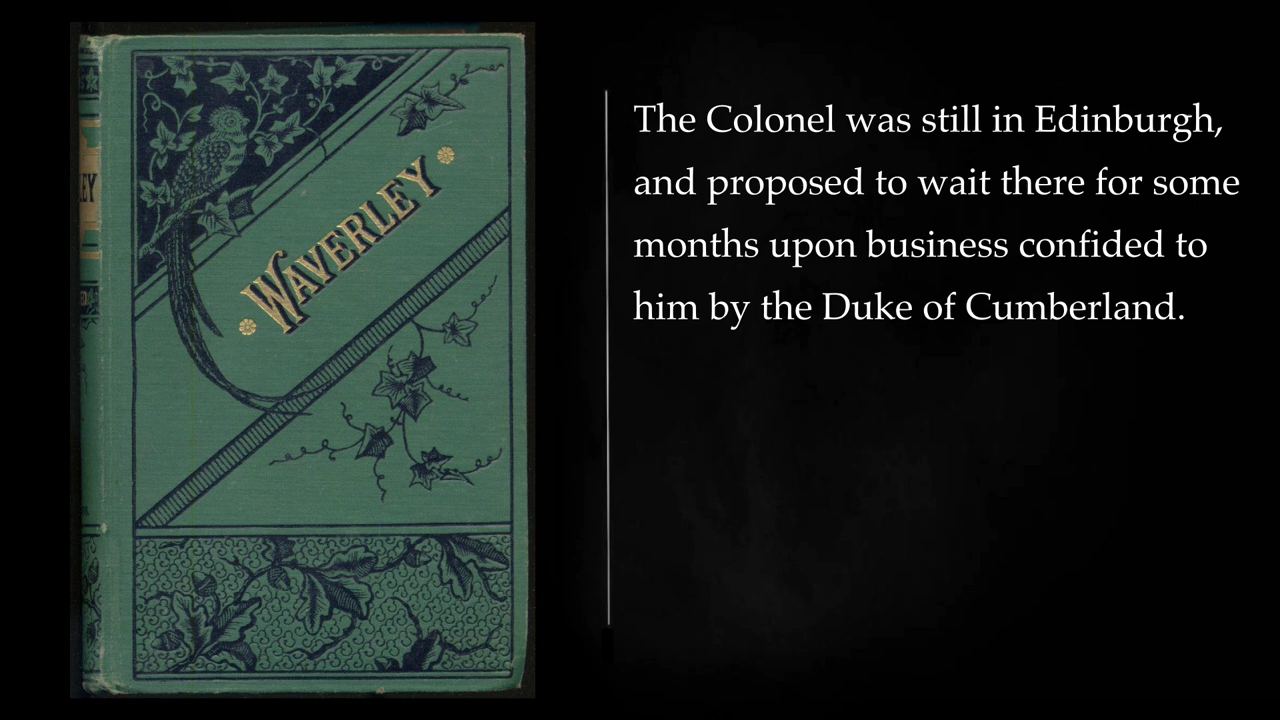 EY
WAVERLEY
The Colonel was still in Edinburgh,
and proposed to wait there for some
months upon business confided to
him by the Duke of Cumberland.